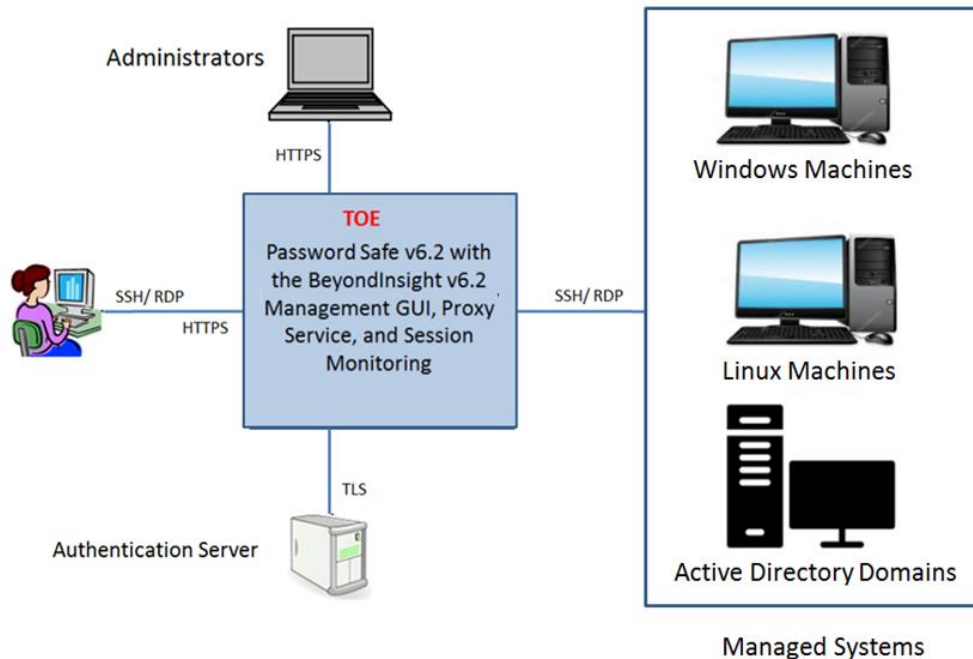 Administrators
HTTPS
TOE
Password Safe v6.2 with
the BeyondInsight v6.2
Management GUI, Proxy
Service, and Session
Monitoring
SSH/ RDP
HTTPS
SSH/ RDP
TLS
Authentication Server
Windows Machines
Linux Machines
Active Directory Domains
Managed Systems